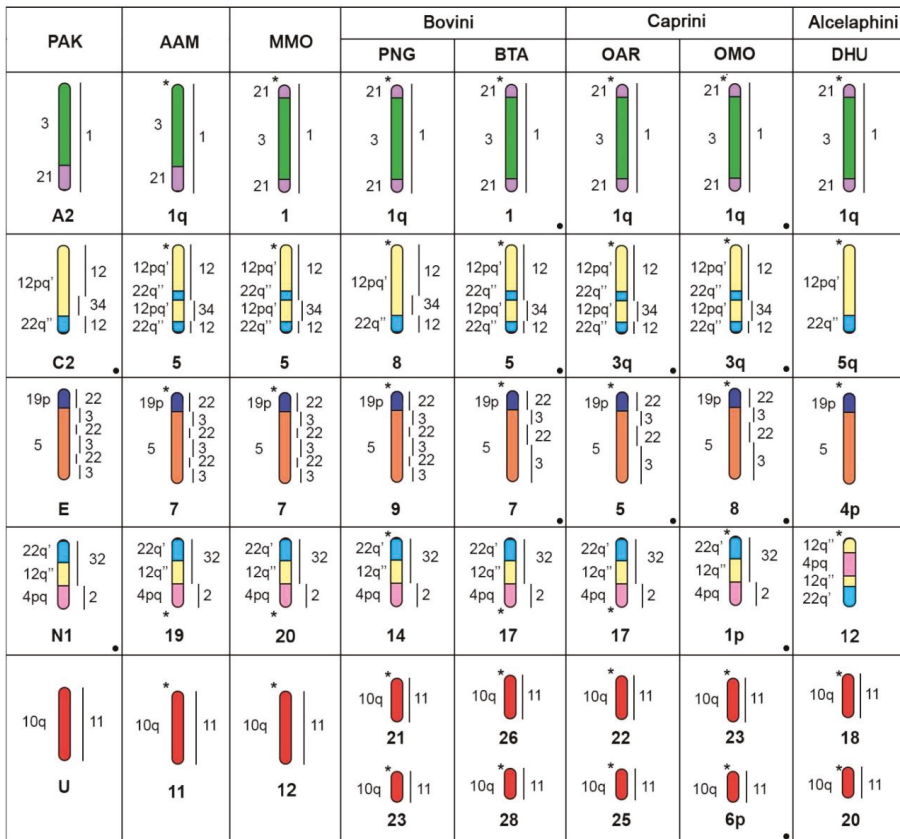 PAK AAM MMO Bovini Caprini Alcelaphini
PNG BTA OAR OMO DHU
* * * * * * *
21 21 21 21 21 21
3 1 3 1 3 1 3 1 3 1 3 1 3 1 3 1
21 21 21 21 21 21 21 21
A2 1q 1 1q 1 1q 1q 1q
* * * * * * *
12pq' 12 12pq' 12 12pq' 12 12pq' 12 12pq' 12 12pq' 12 12pq' 12 12pq'
22q'' 22q'' 22q'' 22q'' 22q''
34 12pq' 34 12pq' 34 34 12pq' 34 12pq' 34 12pq' 34
22q'' 12 22q'' 12 22q'' 12 22q'' 12 22q'' 12 22q'' 12 22q'' 12 22q''
C2 5 5 8 5 3q 3q 5q
* * * * * * *
19p 22 19p 22 19p 22 19p 22 19p 22 19p 22 19p 22 19p
3 3 3 3 3 3 3
22 22 22 22 22 22 22
5 3 5 3 5 3 5 3 5 5 5 5
22 22 22 22 3 3 3
3 3 3 3
E 7 7 9 7 5 8 4p
* * *
22q' 32 22q' 32 22q' 32 22q' 32 22q' 32 22q' 32 22q' 32 12q''
12q'' 12q'' 12q'' 12q'' 12q'' 12q'' 12q'' 4pq
4pq 2 4pq 2 4pq 2 4pq 2 4pq 2 4pq 2 4pq 2 12q''
22q'
* * * *
N1 19 20 14 17 17 1p 12
* * * * * * *
10q 11 10q 11 10q 11 10q 11 10q 11 10q 11 10q 11 10q 11
U 11 12 21 26 22 23 18
* * * * *
10q 11 10q 11 10q 11 10q 11 10q 11
23 28 25 6p 20